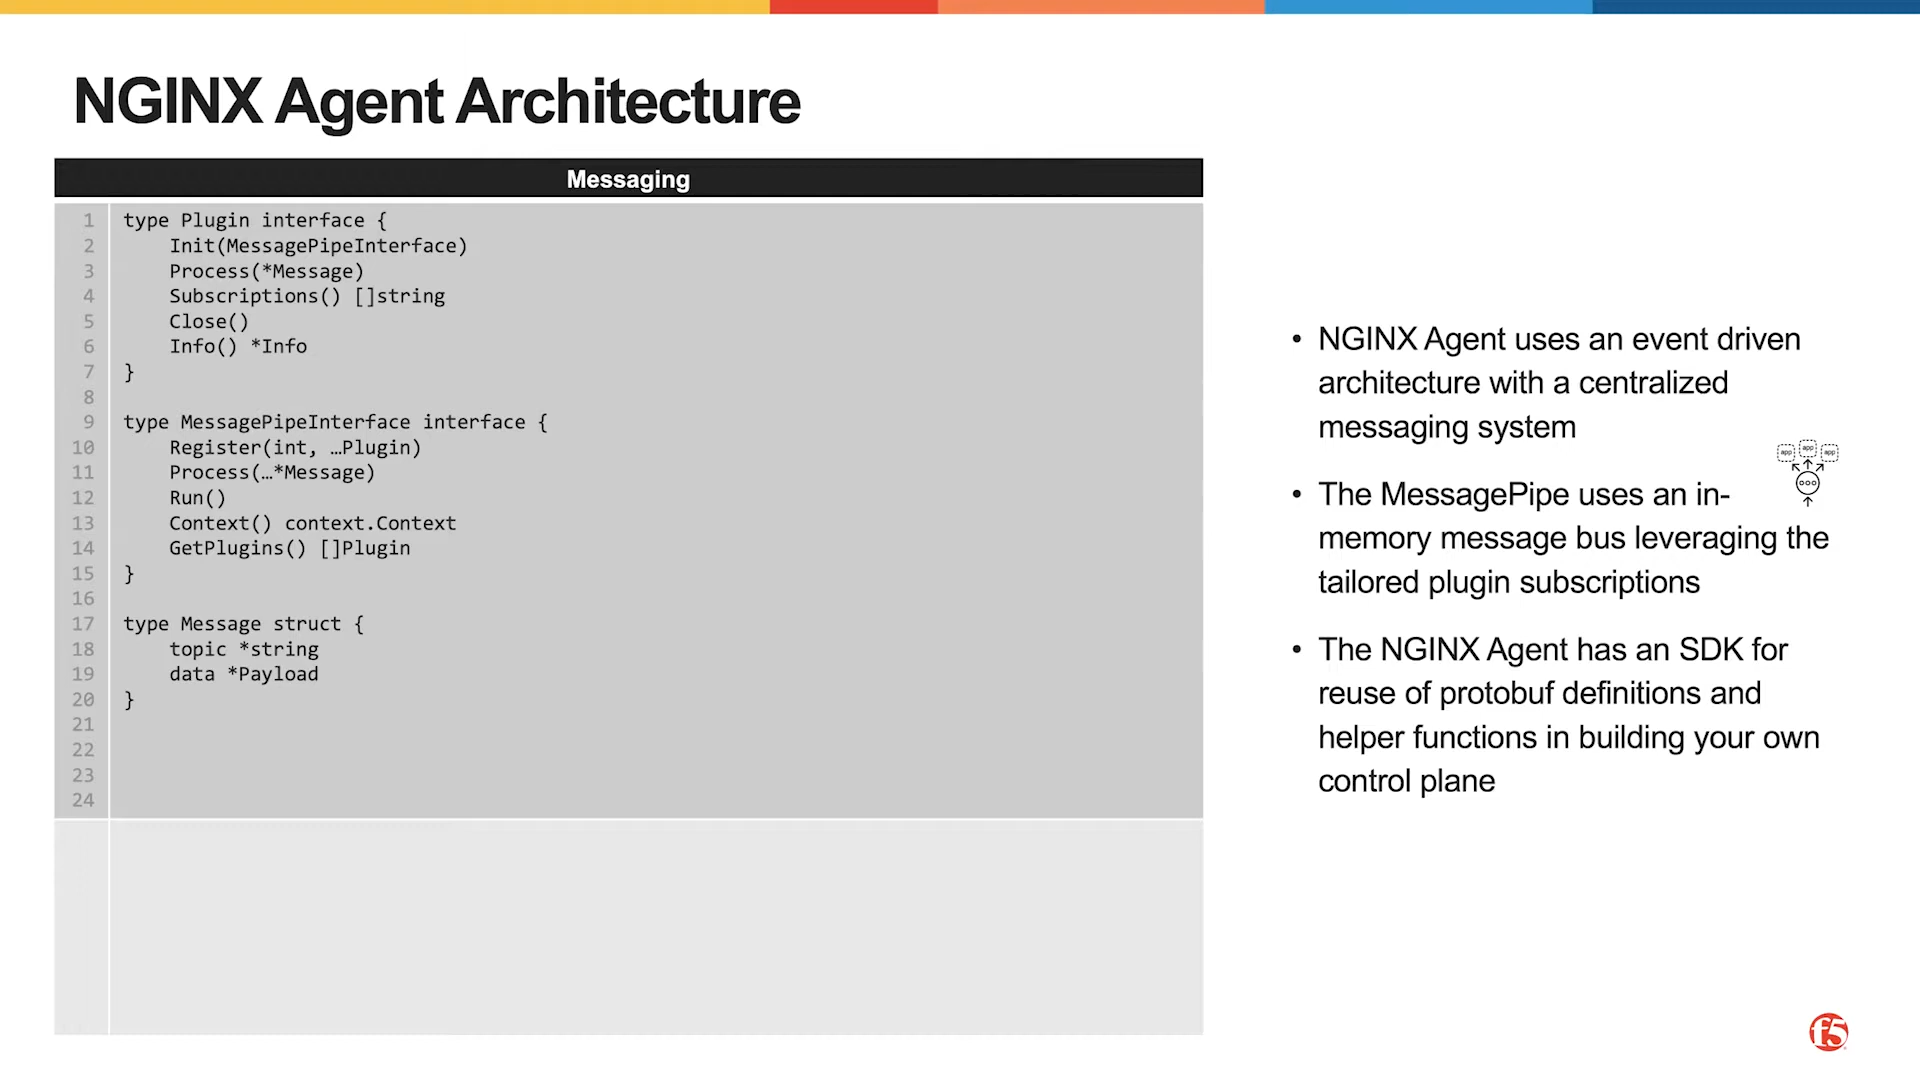 NGINX Agent Architecture
Messaging
1 type Plugin interface {
2     Init(MessagePipeInterface)
3     Process(*Message)
4     Subscriptions() []string
5     Close()
6     Info() *Info
7 }
8
9 type MessagePipeInterface interface {
10     Register(int, …Plugin)
11     Process(…*Message)
12     Run()
13     Context() context.Context
14     GetPlugins() []Plugin
15 }
16
17 type Message struct {
18     topic *string
19     data *Payload
20 }
21
22
23
24
• NGINX Agent uses an event driven
architecture with a centralized
messaging system
app app app
• The MessagePipe uses an in-
memory message bus leveraging the
tailored plugin subscriptions
• The NGINX Agent has an SDK for
reuse of protobuf definitions and
helper functions in building your own
control plane
f5